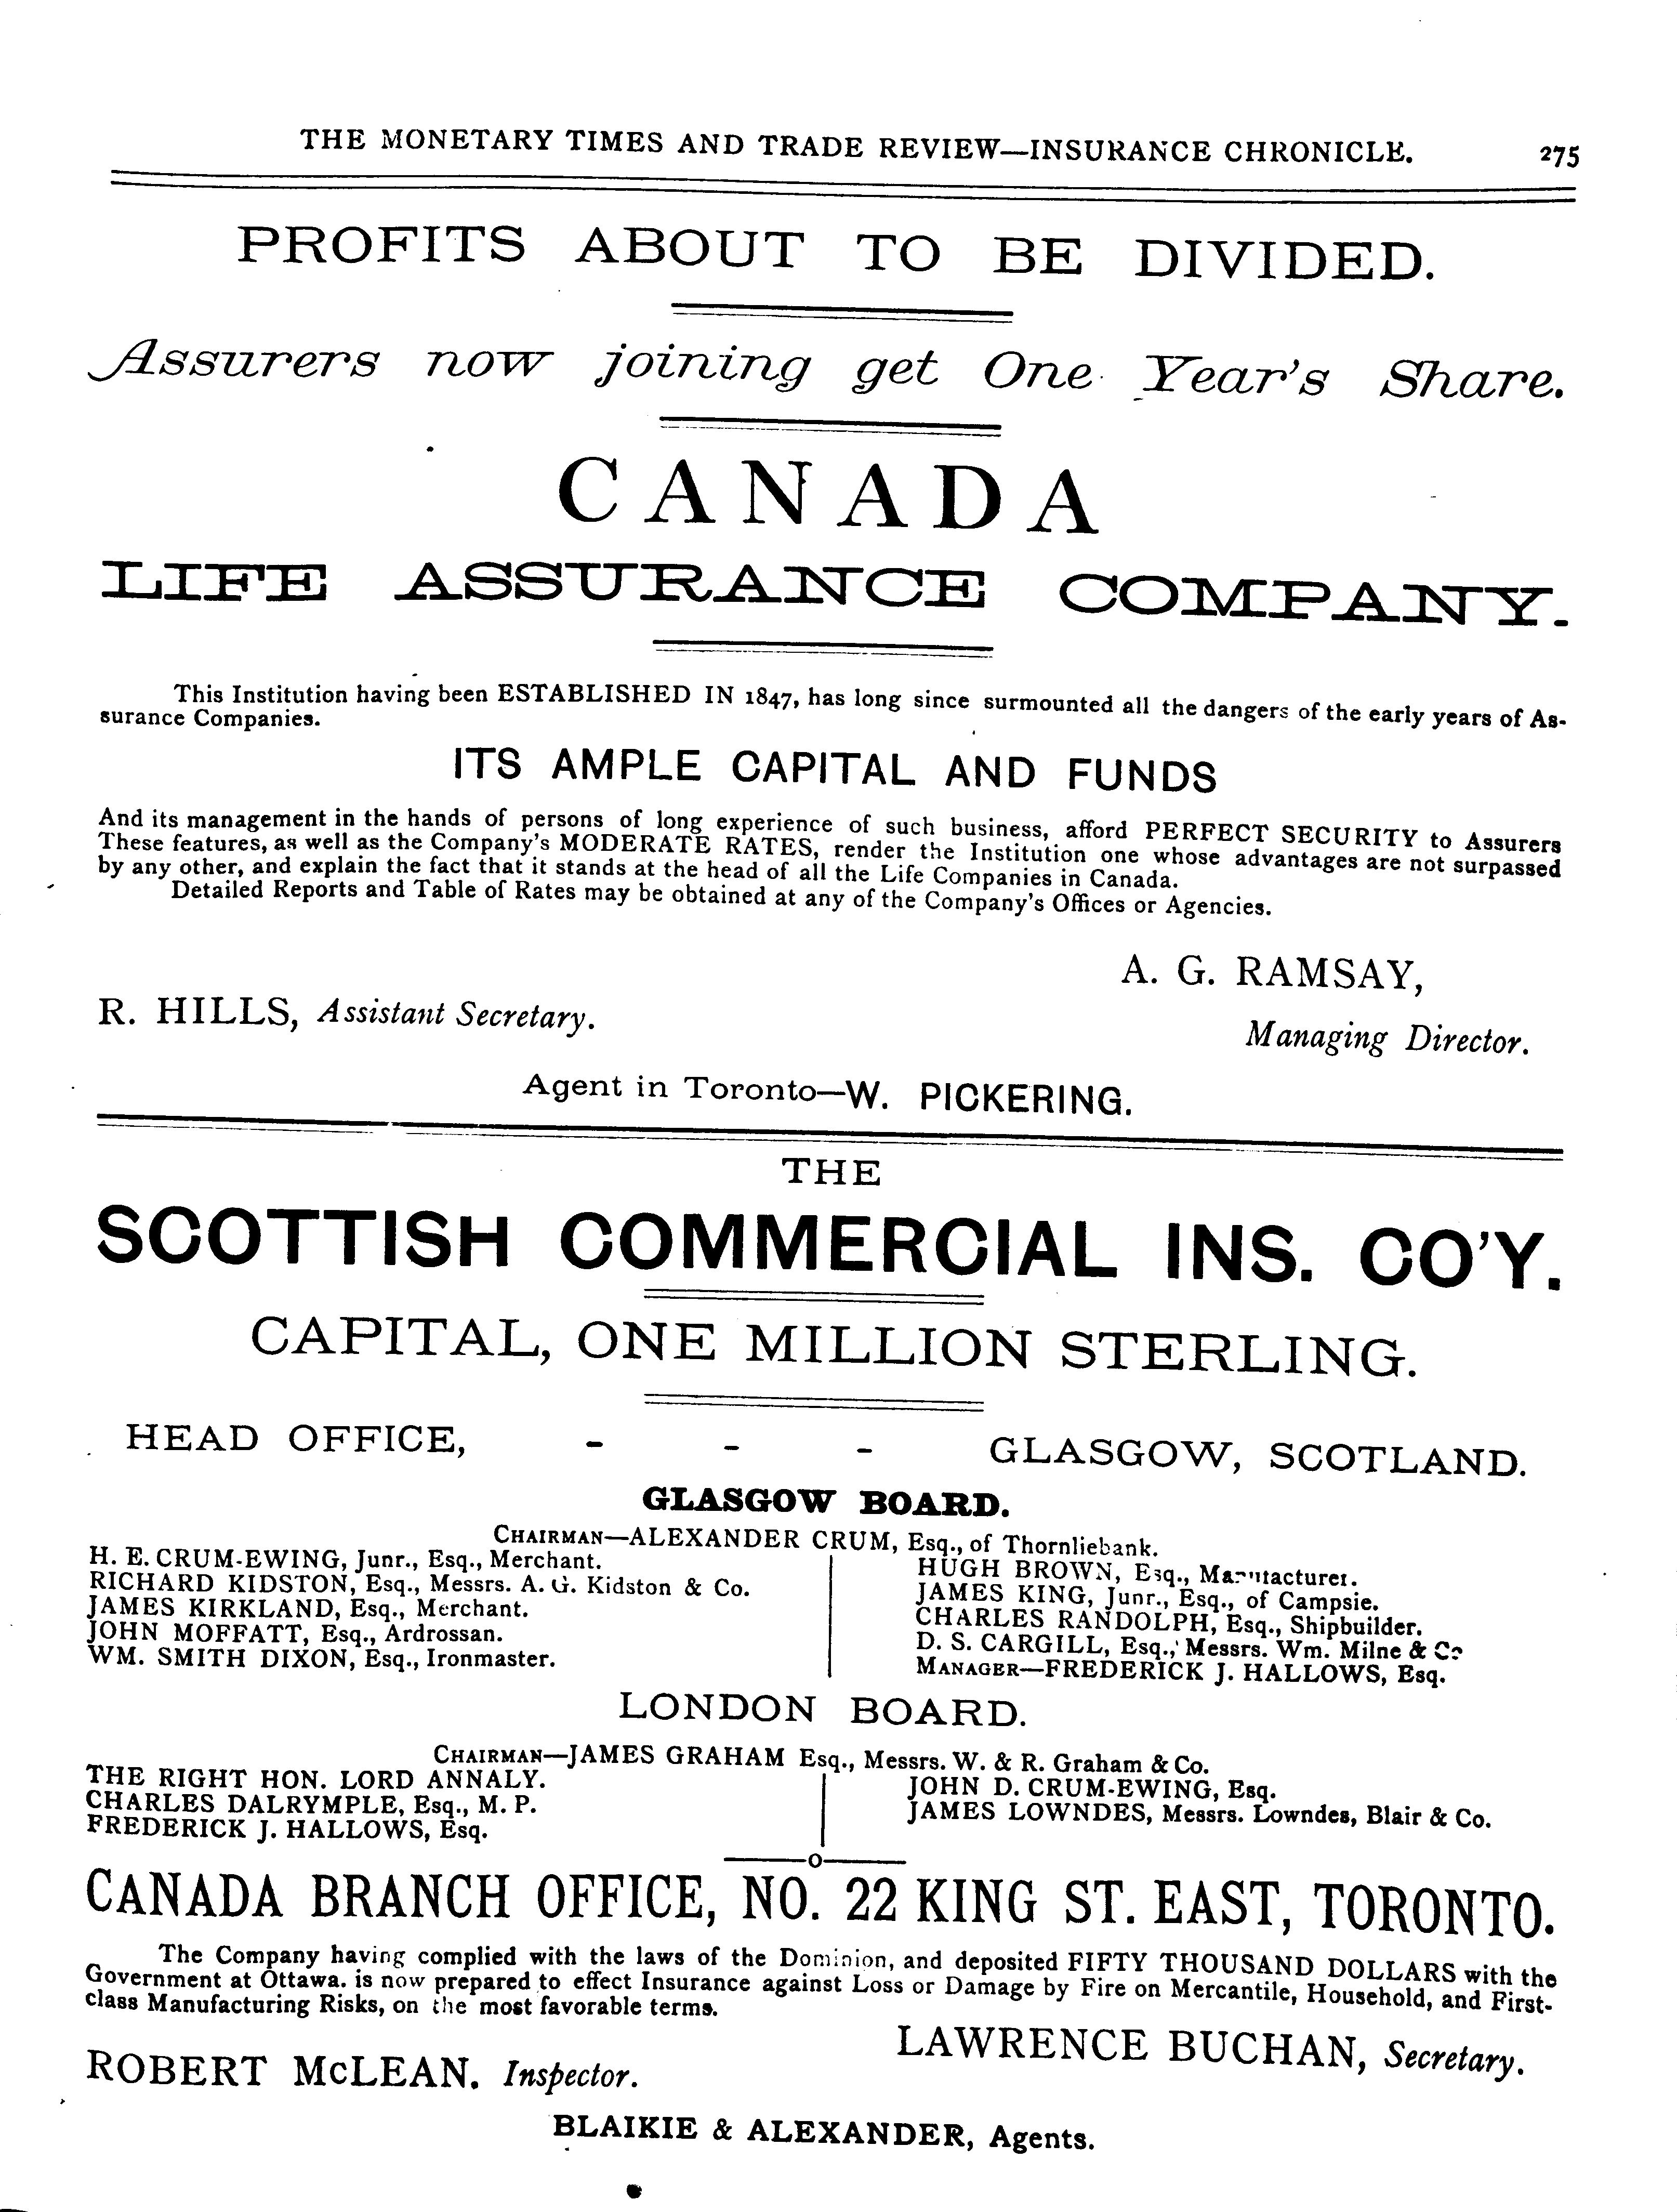 THE MONETARY TIMES AND TRADE REVIEW—INSURANCE CHRONICLE. 275
PROFITS ABOUT TO BE DIVIDED.
Assurers now joining get One Year's Share.
CANADA
LIFE ASSURANCE COMPANY.
This Institution having been ESTABLISHED IN 1847, has long since surmounted all the dangers of the early years of As-
surance Companies.
ITS AMPLE CAPITAL AND FUNDS
And its management in the hands of persons of long experience of such business, afford PERFECT SECURITY to Assurers
These features, as well as the Company's MODERATE RATES, render the Institution one whose advantages are not surpassed
by any other, and explain the fact that it stands at the head of all the Life Companies in Canada.
Detailed Reports and Table of Rates may be obtained at any of the Company's Offices or Agencies.
A. G. RAMSAY,
R. HILLS, Assistant Secretary.
Managing Director.
Agent in Toronto—W. PICKERING.
THE
SCOTTISH COMMERCIAL INS. CO'Y.
CAPITAL, ONE MILLION STERLING.
HEAD OFFICE, - - - GLASGOW, SCOTLAND.
GLASGOW BOARD.
CHAIRMAN—ALEXANDER CRUM, Esq., of Thornliebank.
H. E. CRUM-EWING, Junr., Esq., Merchant.
RICHARD KIDSTON, Esq., Messrs. A. G. Kidston & Co.
JAMES KIRKLAND, Esq., Merchant.
JOHN MOFFATT, Esq., Ardrossan.
WM. SMITH DIXON, Esq., Ironmaster.
HUGH BROWN, Esq., Manufacturer.
JAMES KING, Junr., Esq., of Campsie.
CHARLES RANDOLPH, Esq., Shipbuilder.
D. S. CARGILL, Esq., Messrs. Wm. Milne & Co
MANAGER—FREDERICK J. HALLOWS, Esq.
LONDON BOARD.
CHAIRMAN—JAMES GRAHAM Esq., Messrs. W. & R. Graham & Co.
THE RIGHT HON. LORD ANNALY.
CHARLES DALRYMPLE, Esq., M. P.
FREDERICK J. HALLOWS, Esq.
JOHN D. CRUM-EWING, Esq.
JAMES LOWNDES, Messrs. Lowndes, Blair & Co.
CANADA BRANCH OFFICE, NO. 22 KING ST. EAST, TORONTO.
The Company having complied with the laws of the Dominion, and deposited FIFTY THOUSAND DOLLARS with the
Government at Ottawa. is now prepared to effect Insurance against Loss or Damage by Fire on Mercantile, Household, and First-
class Manufacturing Risks, on the most favorable terms.
LAWRENCE BUCHAN, Secretary.
ROBERT McLEAN. Inspector.
BLAIKIE & ALEXANDER, Agents.